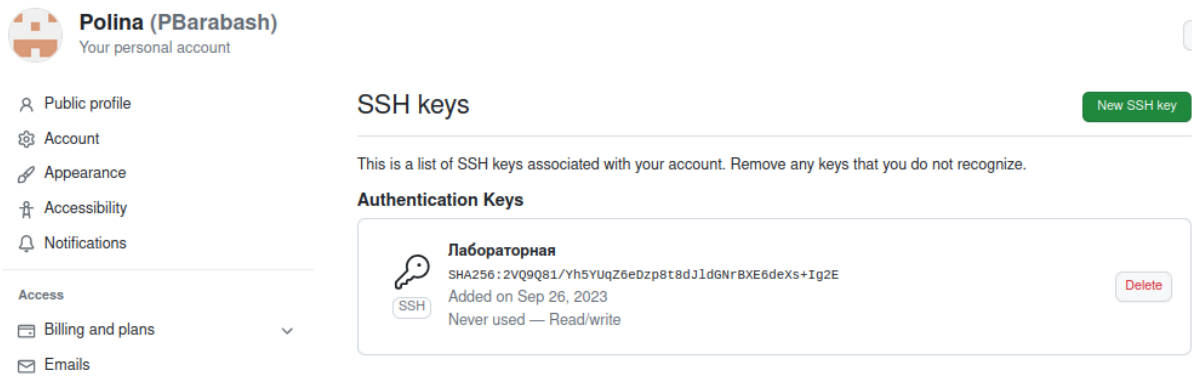 Polina (PBarabash)
Your personal account
Public profile
Account
Appearance
Accessibility
Notifications
Access
Billing and plans
Emails
SSH keys
New SSH key
This is a list of SSH keys associated with your account. Remove any keys that you do not recognize.
Authentication Keys
Лабораторная
SHA256:2VQ9Q81/Yh5YUqZ6eDzp8t8dJldGNrBXE6deXs+Ig2E
Added on Sep 26, 2023
Never used — Read/write
SSH
Delete